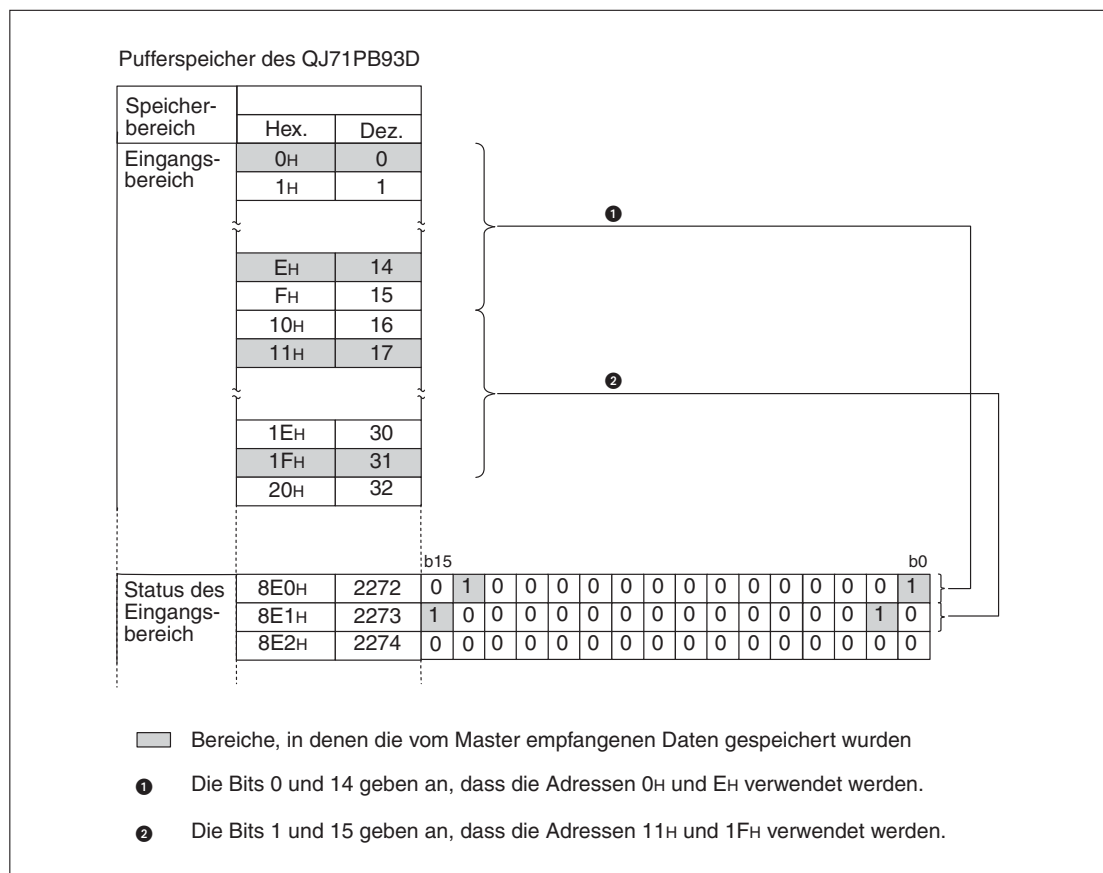 Pufferspeicher des QJ71PB93D
Speicher-
bereich
Hex. Dez.
Eingangs-
bereich
0H 0
1H 1
❶
EH 14
FH 15
10H 16
11H 17
❷
1EH 30
1FH 31
20H 32
b15 b0
Status des
Eingangs-
bereich
8E0H 2272 0 1 0 0 0 0 0 0 0 0 0 0 0 0 0 1
8E1H 2273 1 0 0 0 0 0 0 0 0 0 0 0 0 0 1 0
8E2H 2274 0 0 0 0 0 0 0 0 0 0 0 0 0 0 0 0
Bereiche, in denen die vom Master empfangenen Daten gespeichert wurden
❶ Die Bits 0 und 14 geben an, dass die Adressen 0H und EH verwendet werden.
❷ Die Bits 1 und 15 geben an, dass die Adressen 11H und 1FH verwendet werden.